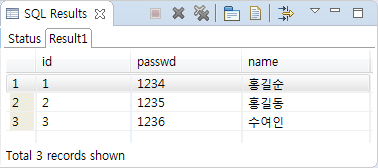 SQL Results
Status Result1
id passwd name
1 1 1234 홍길순
2 2 1235 홍길동
3 3 1236 수여인
Total 3 records shown